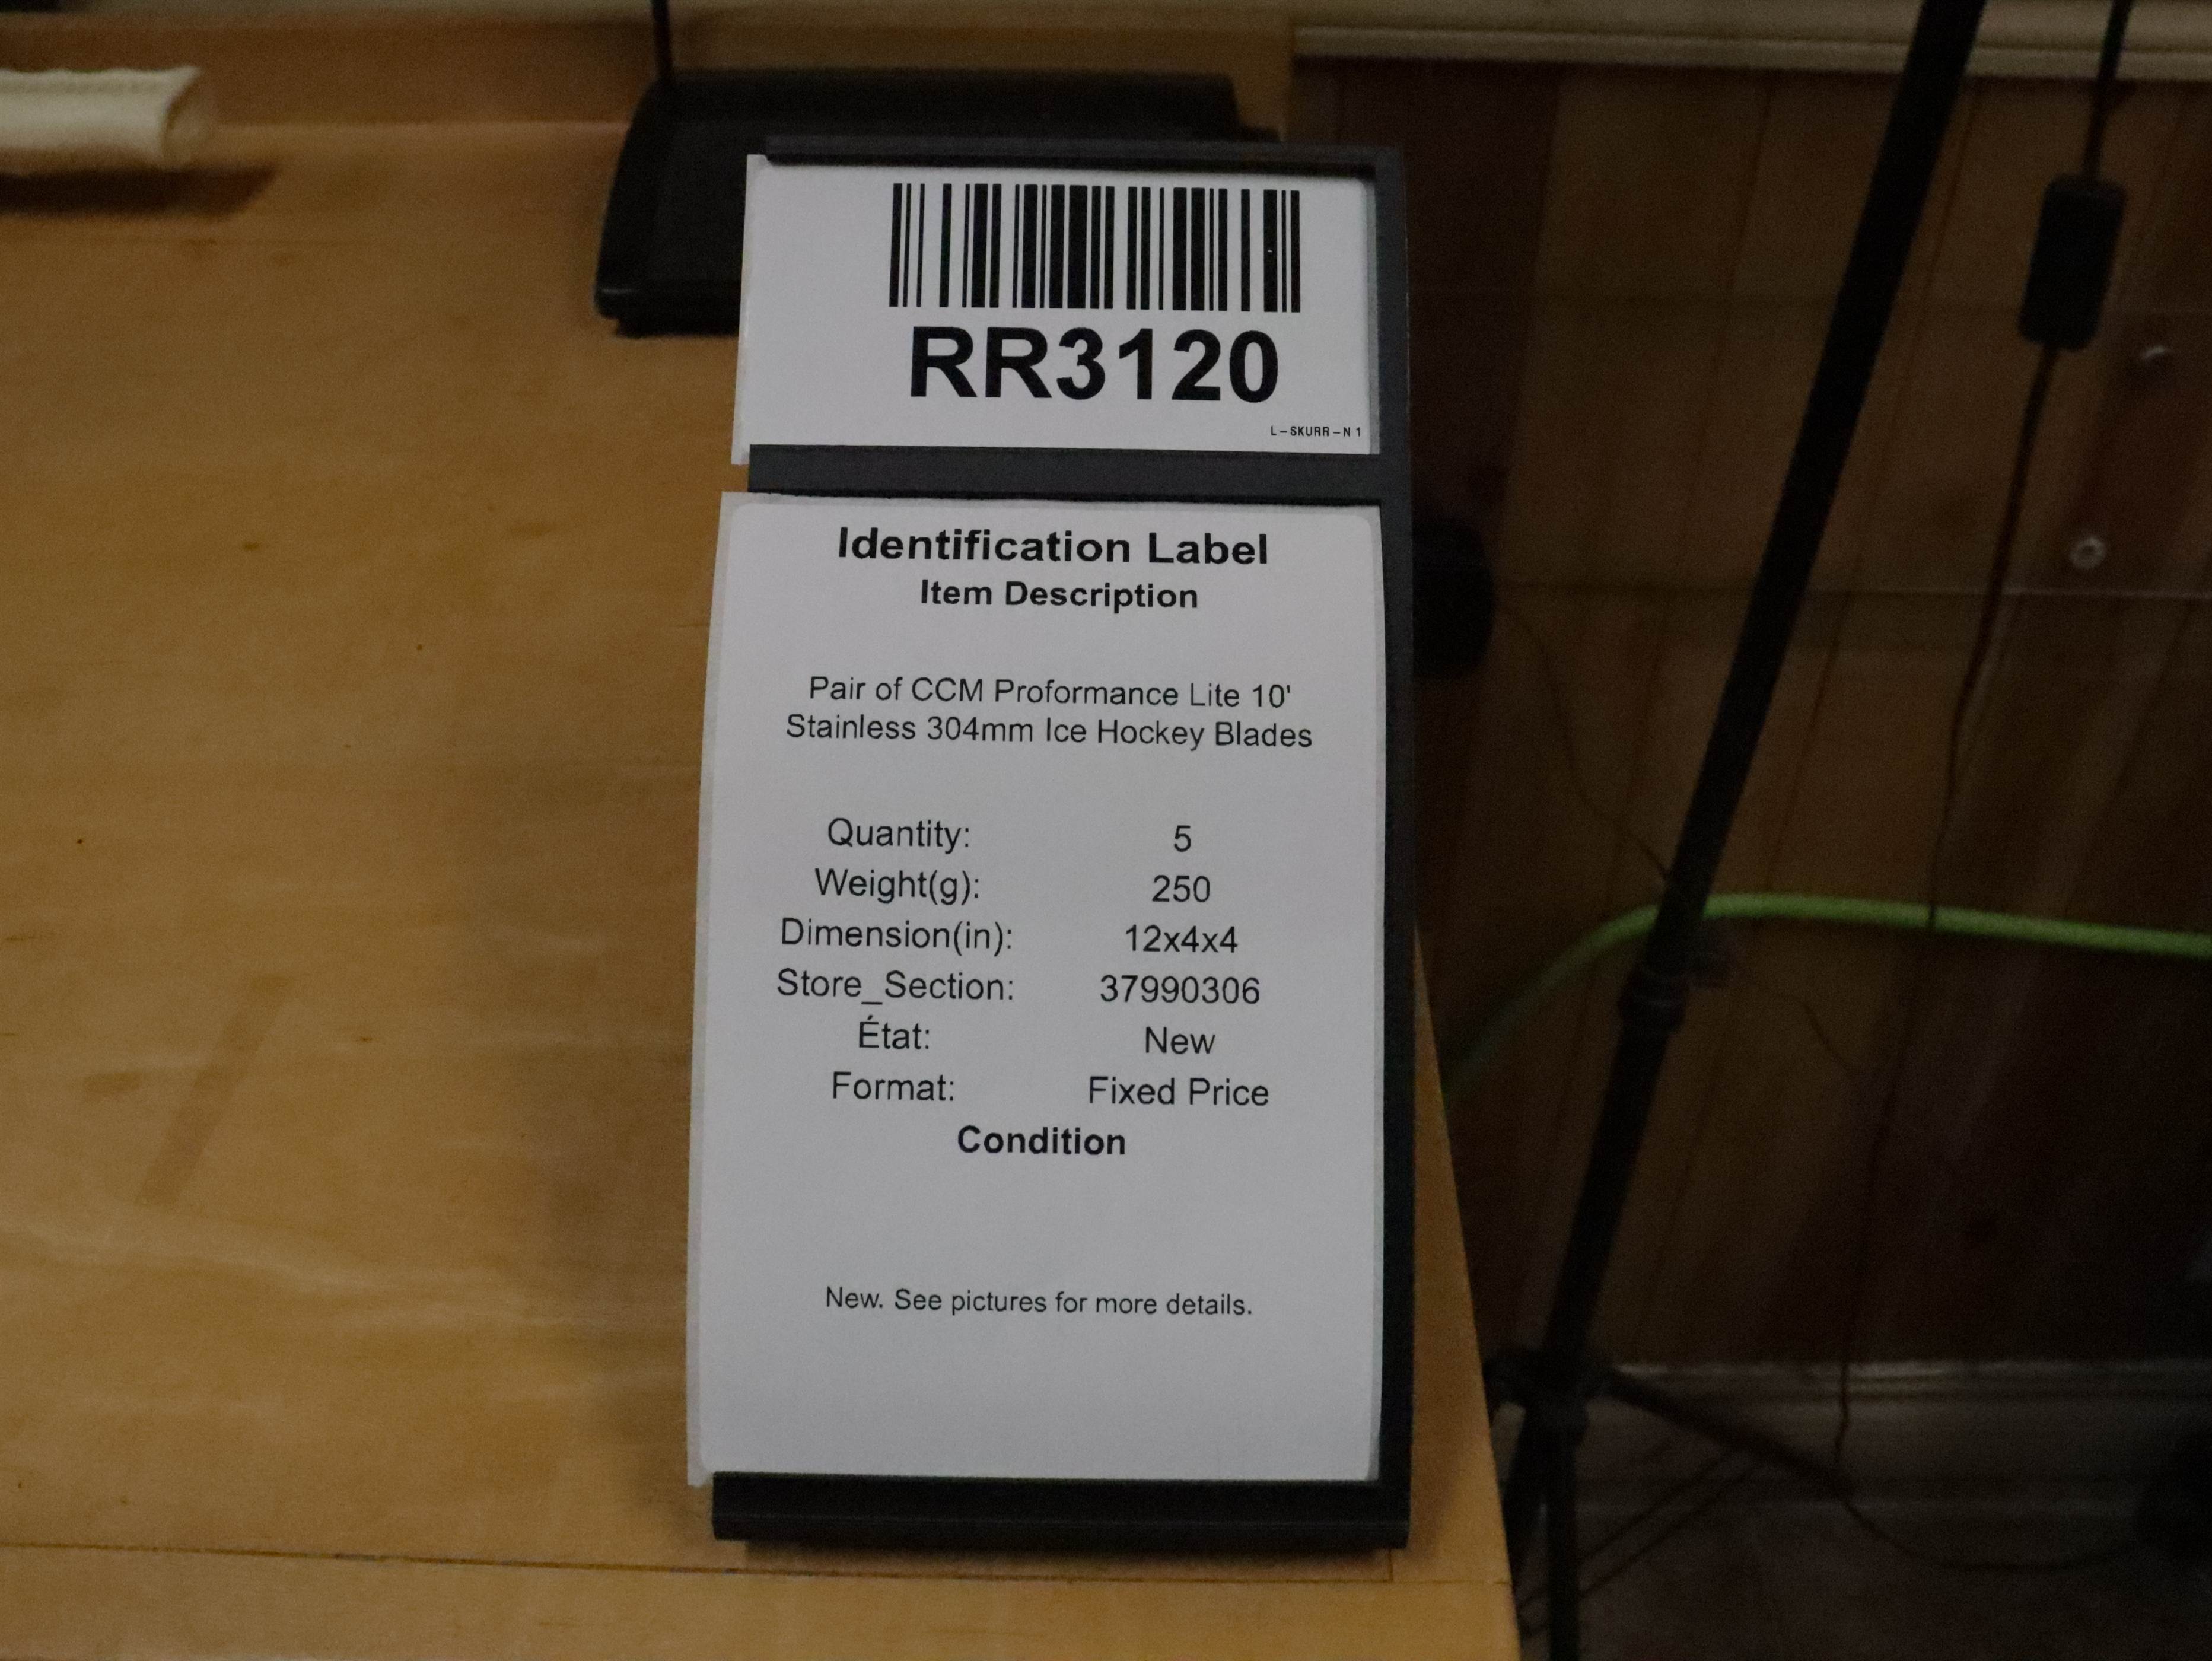 RR3120
L-SKURR-N 1
Identification Label
Item Description
Pair of CCM Proformance Lite 10'
Stainless 304mm Ice Hockey Blades
Quantity: 5
Weight(g): 250
Dimension(in): 12x4x4
Store_Section: 37990306
État: New
Format: Fixed Price
Condition
New. See pictures for more details.